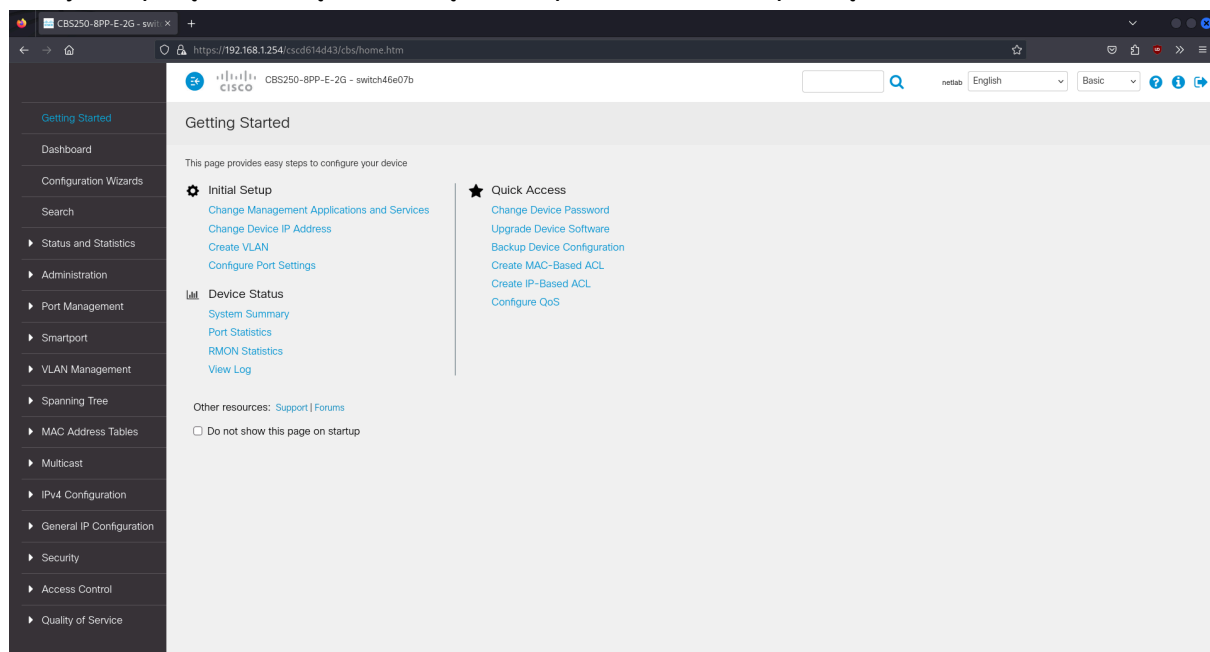 CBS250-8PP-E-2G - swit
https://192.168.1.254/cscd614d43/cbs/home.htm
CISCO CBS250-8PP-E-2G - switch46e07b
netlab English Basic
Getting Started
Dashboard
Configuration Wizards
Search
Status and Statistics
Administration
Port Management
Smartport
VLAN Management
Spanning Tree
MAC Address Tables
Multicast
IPv4 Configuration
General IP Configuration
Security
Access Control
Quality of Service
Getting Started
This page provides easy steps to configure your device
Initial Setup
Change Management Applications and Services
Change Device IP Address
Create VLAN
Configure Port Settings
Device Status
System Summary
Port Statistics
RMON Statistics
View Log
Quick Access
Change Device Password
Upgrade Device Software
Backup Device Configuration
Create MAC-Based ACL
Create IP-Based ACL
Configure QoS
Other resources: Support | Forums
Do not show this page on startup